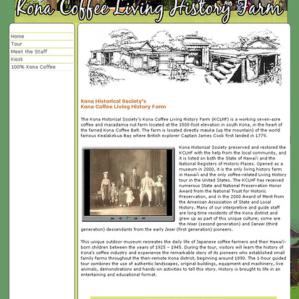 Kona Coffee Living History Farm
Home
Tour
Meet the Staff
Kiosk
100% Kona Coffee
Kona Historical Society's
Kona Coffee Living History Farm
The Kona Historical Society's Kona Coffee Living History Farm (KCLHF) is a working seven-acre
coffee and macadamia nut farm located at the 1500-foot elevation in south Kona, in the heart of
the famed Kona Coffee Belt. The farm is directly mauka (up the mountain) of the world
famous Kealakekua Bay where British explorer Captain James Cook first landed in 1779.
Kona Historical Society preserved and restored the
KCLHF with the help from the local community, and
it is listed on both the State of Hawai'i and the
National Registers of Historic Places. Opened as a
museum in 2000, it is the only living history farm
in Hawai'i and the only coffee-related Living History
tour in the United States. The KCLHF has received
numerous State and National Preservation Honor
Award from the National Trust for Historic
Preservation, and in the 2000 Award of Merit from
the American Association of State and Local
History. Many of our interpretive and guide staff
are long time residents of the Kona district and
grew up as part of this unique culture; some are
the Nisei (second generation) and Sansei (third
generation) descendants from the early Issei (first generation) pioneers.
This unique outdoor museum recreates the daily life of Japanese coffee farmers and their Hawai'i-
born children between the years of 1925 – 1945. During the tour, visitors will learn the history of
Kona's coffee industry and experience the remarkable story of its pioneers who established small
family farms throughout the then-remote Kona district, beginning around 1890. The 1-hour guided
tour combines the use of authentic landscapes, original buildings, equipment and machinery, live
animals, demonstrations and hands-on activities to tell this story. History is brought to life in an
entertaining and educational format.